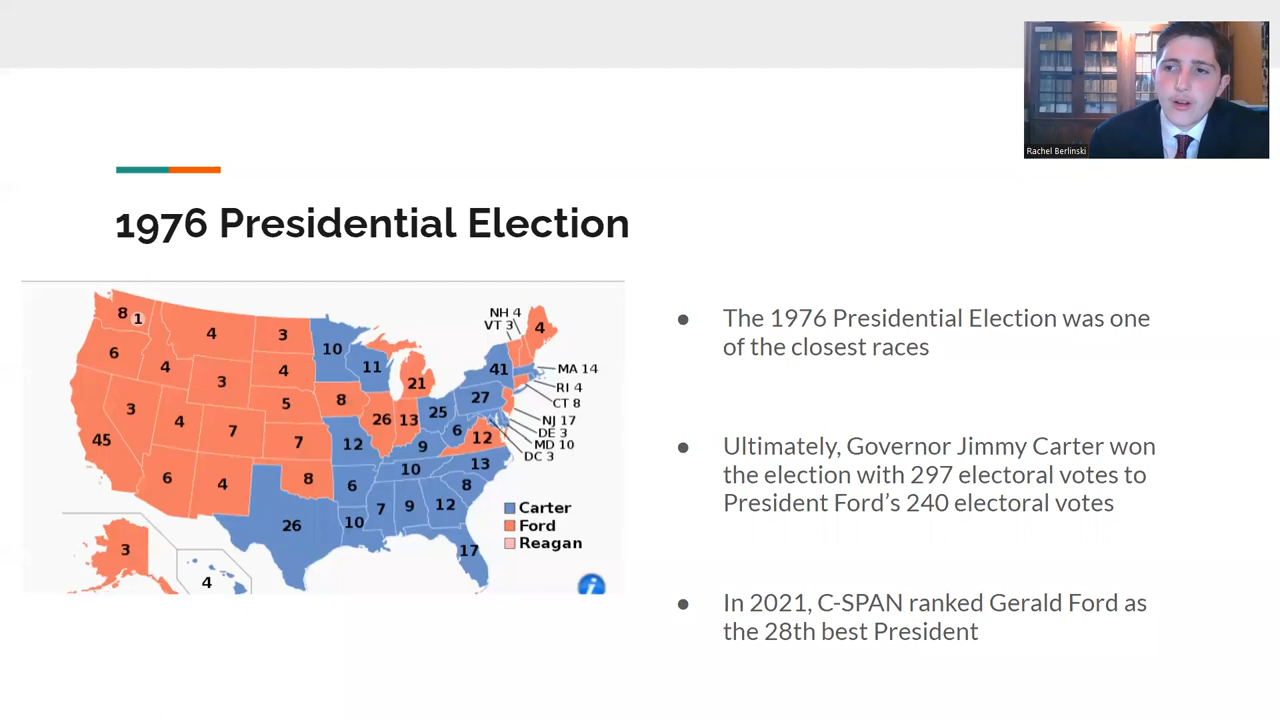 Rachel Berlinski
1976 Presidential Election
NH 4
VT 3
8
1
4
3
10
4
6
4
11
41
MA 14
4
3
RI 4
21
27
CT 8
3
5
8
26
13
25
NJ 17
4
7
DE 3
45
7
12
6
12
MD 10
9
DC 3
10
13
6
4
8
6
8
7
9
12
Carter
26
10
Ford
3
17
Reagan
4
i
● The 1976 Presidential Election was one
of the closest races
● Ultimately, Governor Jimmy Carter won
the election with 297 electoral votes to
President Ford’s 240 electoral votes
● In 2021, C-SPAN ranked Gerald Ford as
the 28th best President